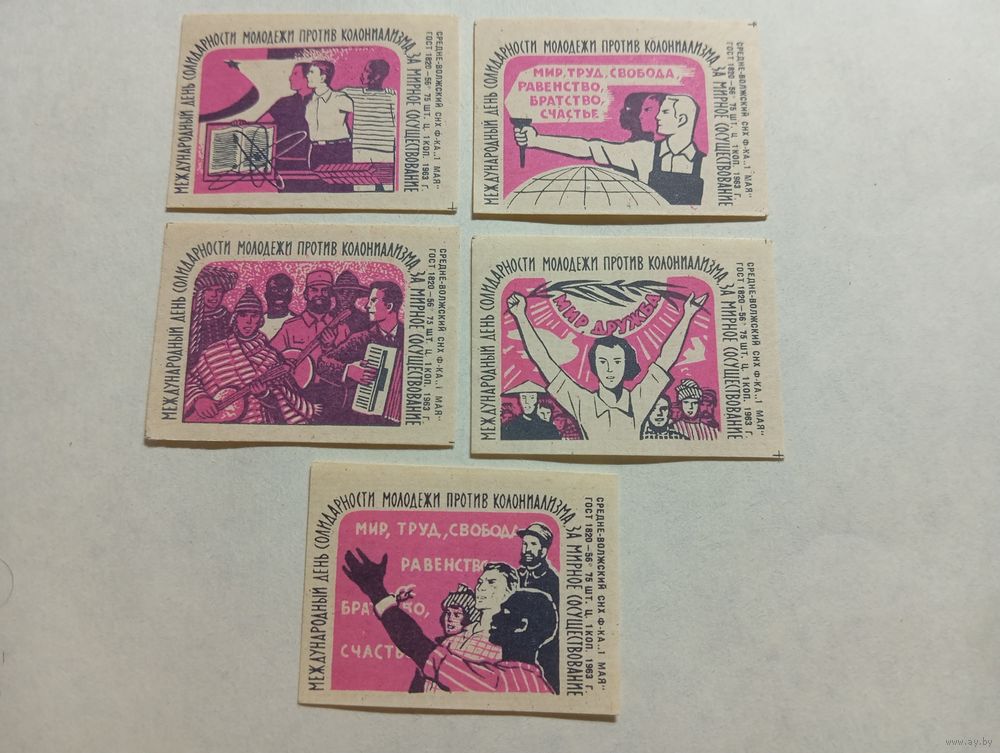 МЕЖДУНАРОДНЫЙ ДЕНЬ СОЛИДАРНОСТИ МОЛОДЕЖИ ПРОТИВ КОЛОНИАЛИЗМА, ЗА МИРНОЕ СОСУЩЕСТВОВАНИЕ
СРЕДНЕ-ВОЛЖСКИЙ СНХ Ф-КА „1 МАЯ“
ГОСТ 1820-56* 75 ШТ. Ц. 1 КОП. 1963 Г.
МЕЖДУНАРОДНЫЙ ДЕНЬ СОЛИДАРНОСТИ МОЛОДЕЖИ ПРОТИВ КОЛОНИАЛИЗМА, ЗА МИРНОЕ СОСУЩЕСТВОВАНИЕ
МИР, ТРУД, СВОБОДА,
РАВЕНСТВО,
БРАТСТВО,
СЧАСТЬЕ
СРЕДНЕ-ВОЛЖСКИЙ СНХ Ф-КА „1 МАЯ“
ГОСТ 1820-56* 75 ШТ. Ц. 1 КОП. 1963 Г.
МЕЖДУНАРОДНЫЙ ДЕНЬ СОЛИДАРНОСТИ МОЛОДЕЖИ ПРОТИВ КОЛОНИАЛИЗМА, ЗА МИРНОЕ СОСУЩЕСТВОВАНИЕ
СРЕДНЕ-ВОЛЖСКИЙ СНХ Ф-КА „1 МАЯ“
ГОСТ 1820-56* 75 ШТ. Ц. 1 КОП. 1963 Г.
МЕЖДУНАРОДНЫЙ ДЕНЬ СОЛИДАРНОСТИ МОЛОДЕЖИ ПРОТИВ КОЛОНИАЛИЗМА, ЗА МИРНОЕ СОСУЩЕСТВОВАНИЕ
МИР ДРУЖБА
СРЕДНЕ-ВОЛЖСКИЙ СНХ Ф-КА „1 МАЯ“
ГОСТ 1820-56* 75 ШТ. Ц. 1 КОП. 1963 Г.
МЕЖДУНАРОДНЫЙ ДЕНЬ СОЛИДАРНОСТИ МОЛОДЕЖИ ПРОТИВ КОЛОНИАЛИЗМА, ЗА МИРНОЕ СОСУЩЕСТВОВАНИЕ
МИР, ТРУД, СВОБОДА
РАВЕНСТВО
БРАТСТВО,
СЧАСТЬЕ
СРЕДНЕ-ВОЛЖСКИЙ СНХ Ф-КА „1 МАЯ“
ГОСТ 1820-56* 75 ШТ. Ц. 1 КОП. 1963 Г.
www.ay.by